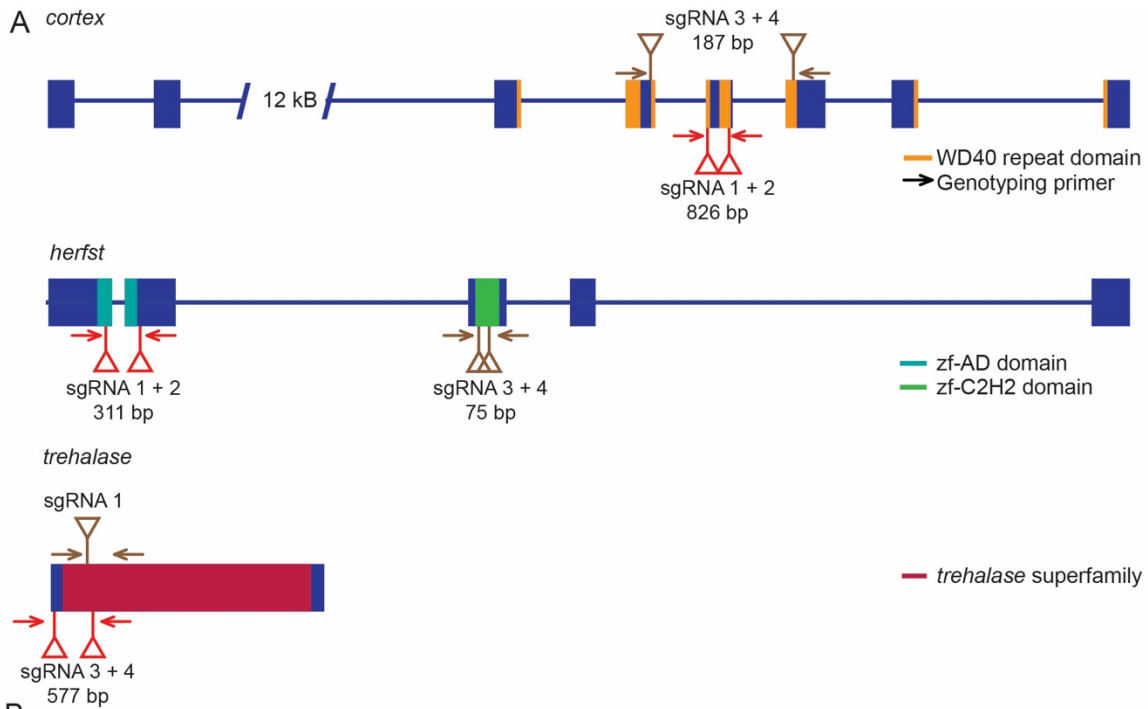 A
cortex
sgRNA 3 + 4
187 bp
12 kB
WD40 repeat domain
Genotyping primer
sgRNA 1 + 2
826 bp
herfst
zf-AD domain
zf-C2H2 domain
sgRNA 1 + 2
311 bp
sgRNA 3 + 4
75 bp
trehalase
sgRNA 1
trehalase superfamily
sgRNA 3 + 4
577 bp